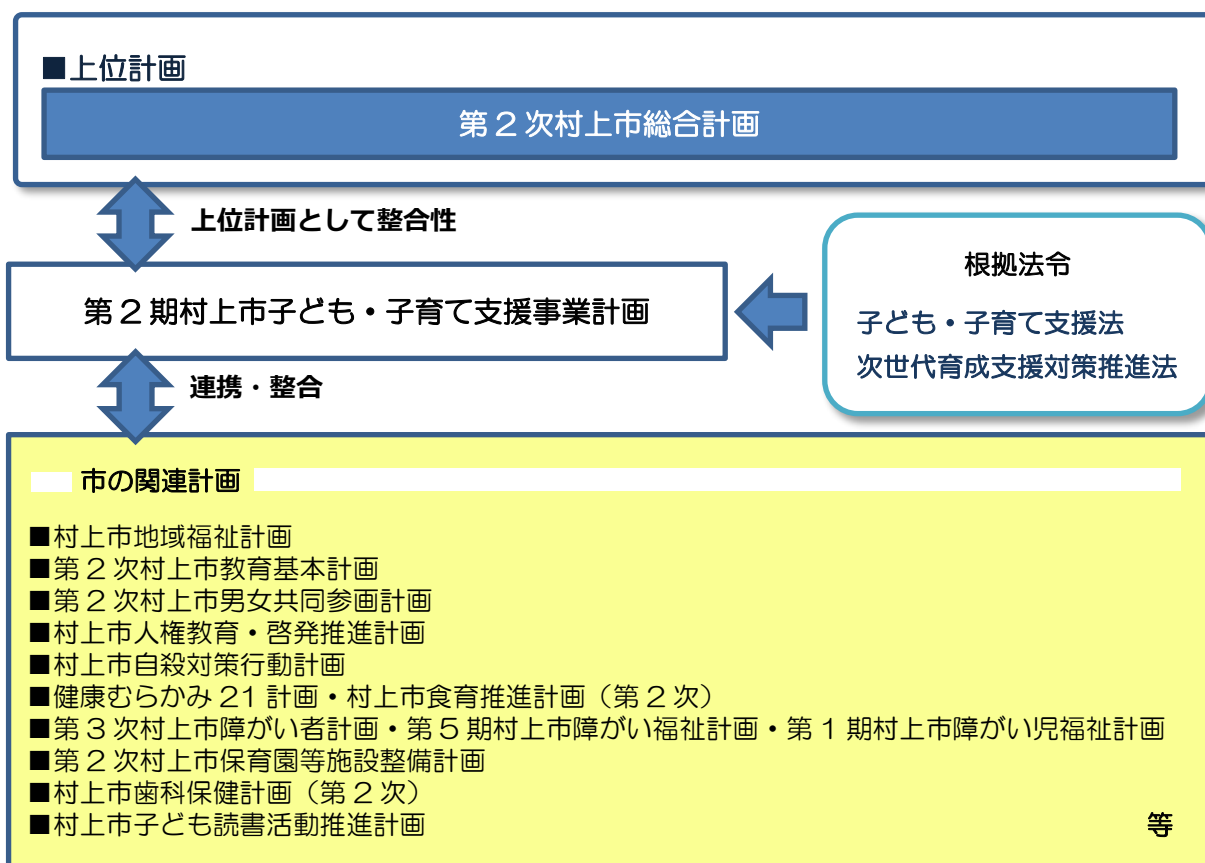 ■上位計画
第２次村上市総合計画
上位計画として整合性
根拠法令
子ども・子育て支援法
次世代育成支援対策推進法
第２期村上市子ども・子育て支援事業計画
連携・整合
市の関連計画
■村上市地域福祉計画
■第２次村上市教育基本計画
■第２次村上市男女共同参画計画
■村上市人権教育・啓発推進計画
■村上市自殺対策行動計画
■健康むらかみ 21 計画・村上市食育推進計画（第２次）
■第３次村上市障がい者計画・第５期村上市障がい福祉計画・第１期村上市障がい児福祉計画
■第２次村上市保育園等施設整備計画
■村上市歯科保健計画（第２次）
■村上市子ども読書活動推進計画 等